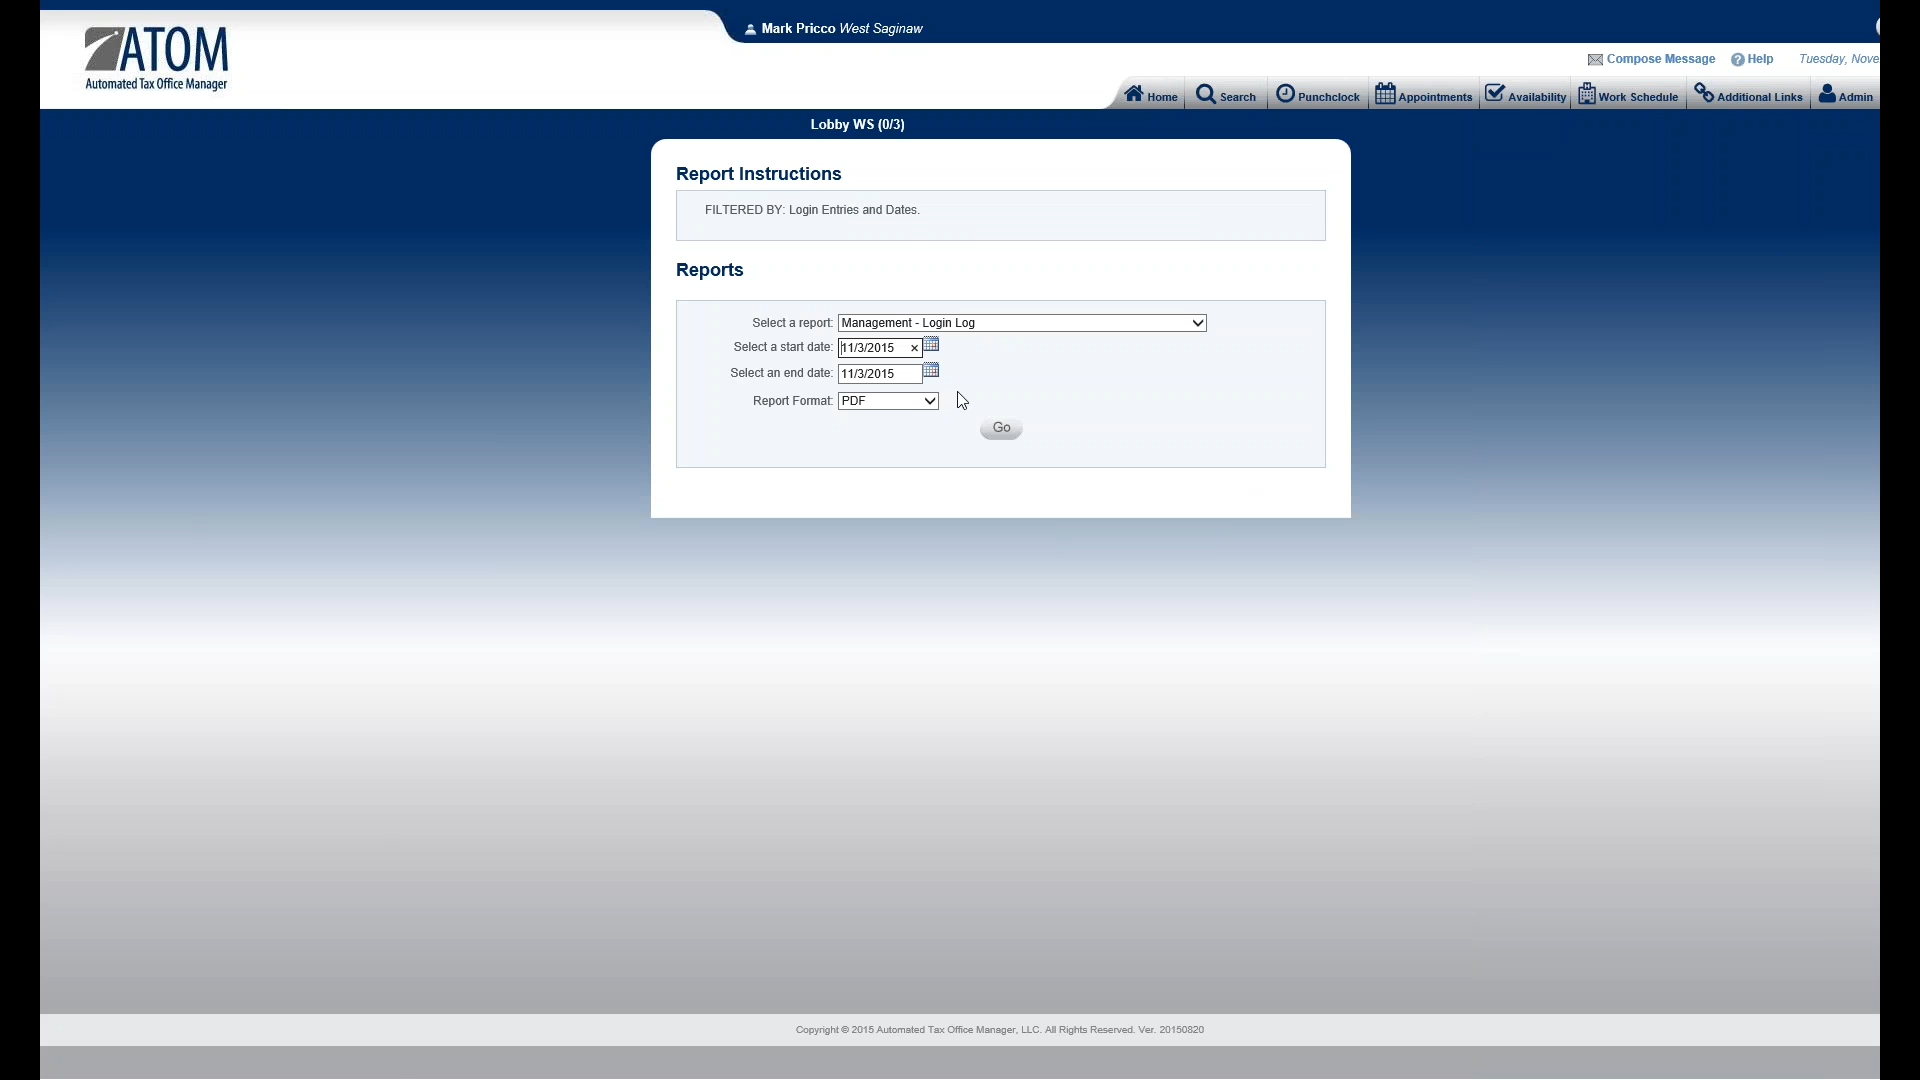 ATOM
Automated Tax Office Manager
Mark Pricco West Saginaw
Compose Message Help Tuesday, Nove
Home Search Punchclock Appointments Availability Work Schedule Additional Links Admin
Lobby WS (0/3)
Report Instructions
FILTERED BY: Login Entries and Dates.
Reports
Select a report: Management - Login Log
Select a start date: 11/3/2015 ×
Select an end date: 11/3/2015
Report Format: PDF
Go
Copyright © 2015 Automated Tax Office Manager, LLC. All Rights Reserved. Ver. 20150820